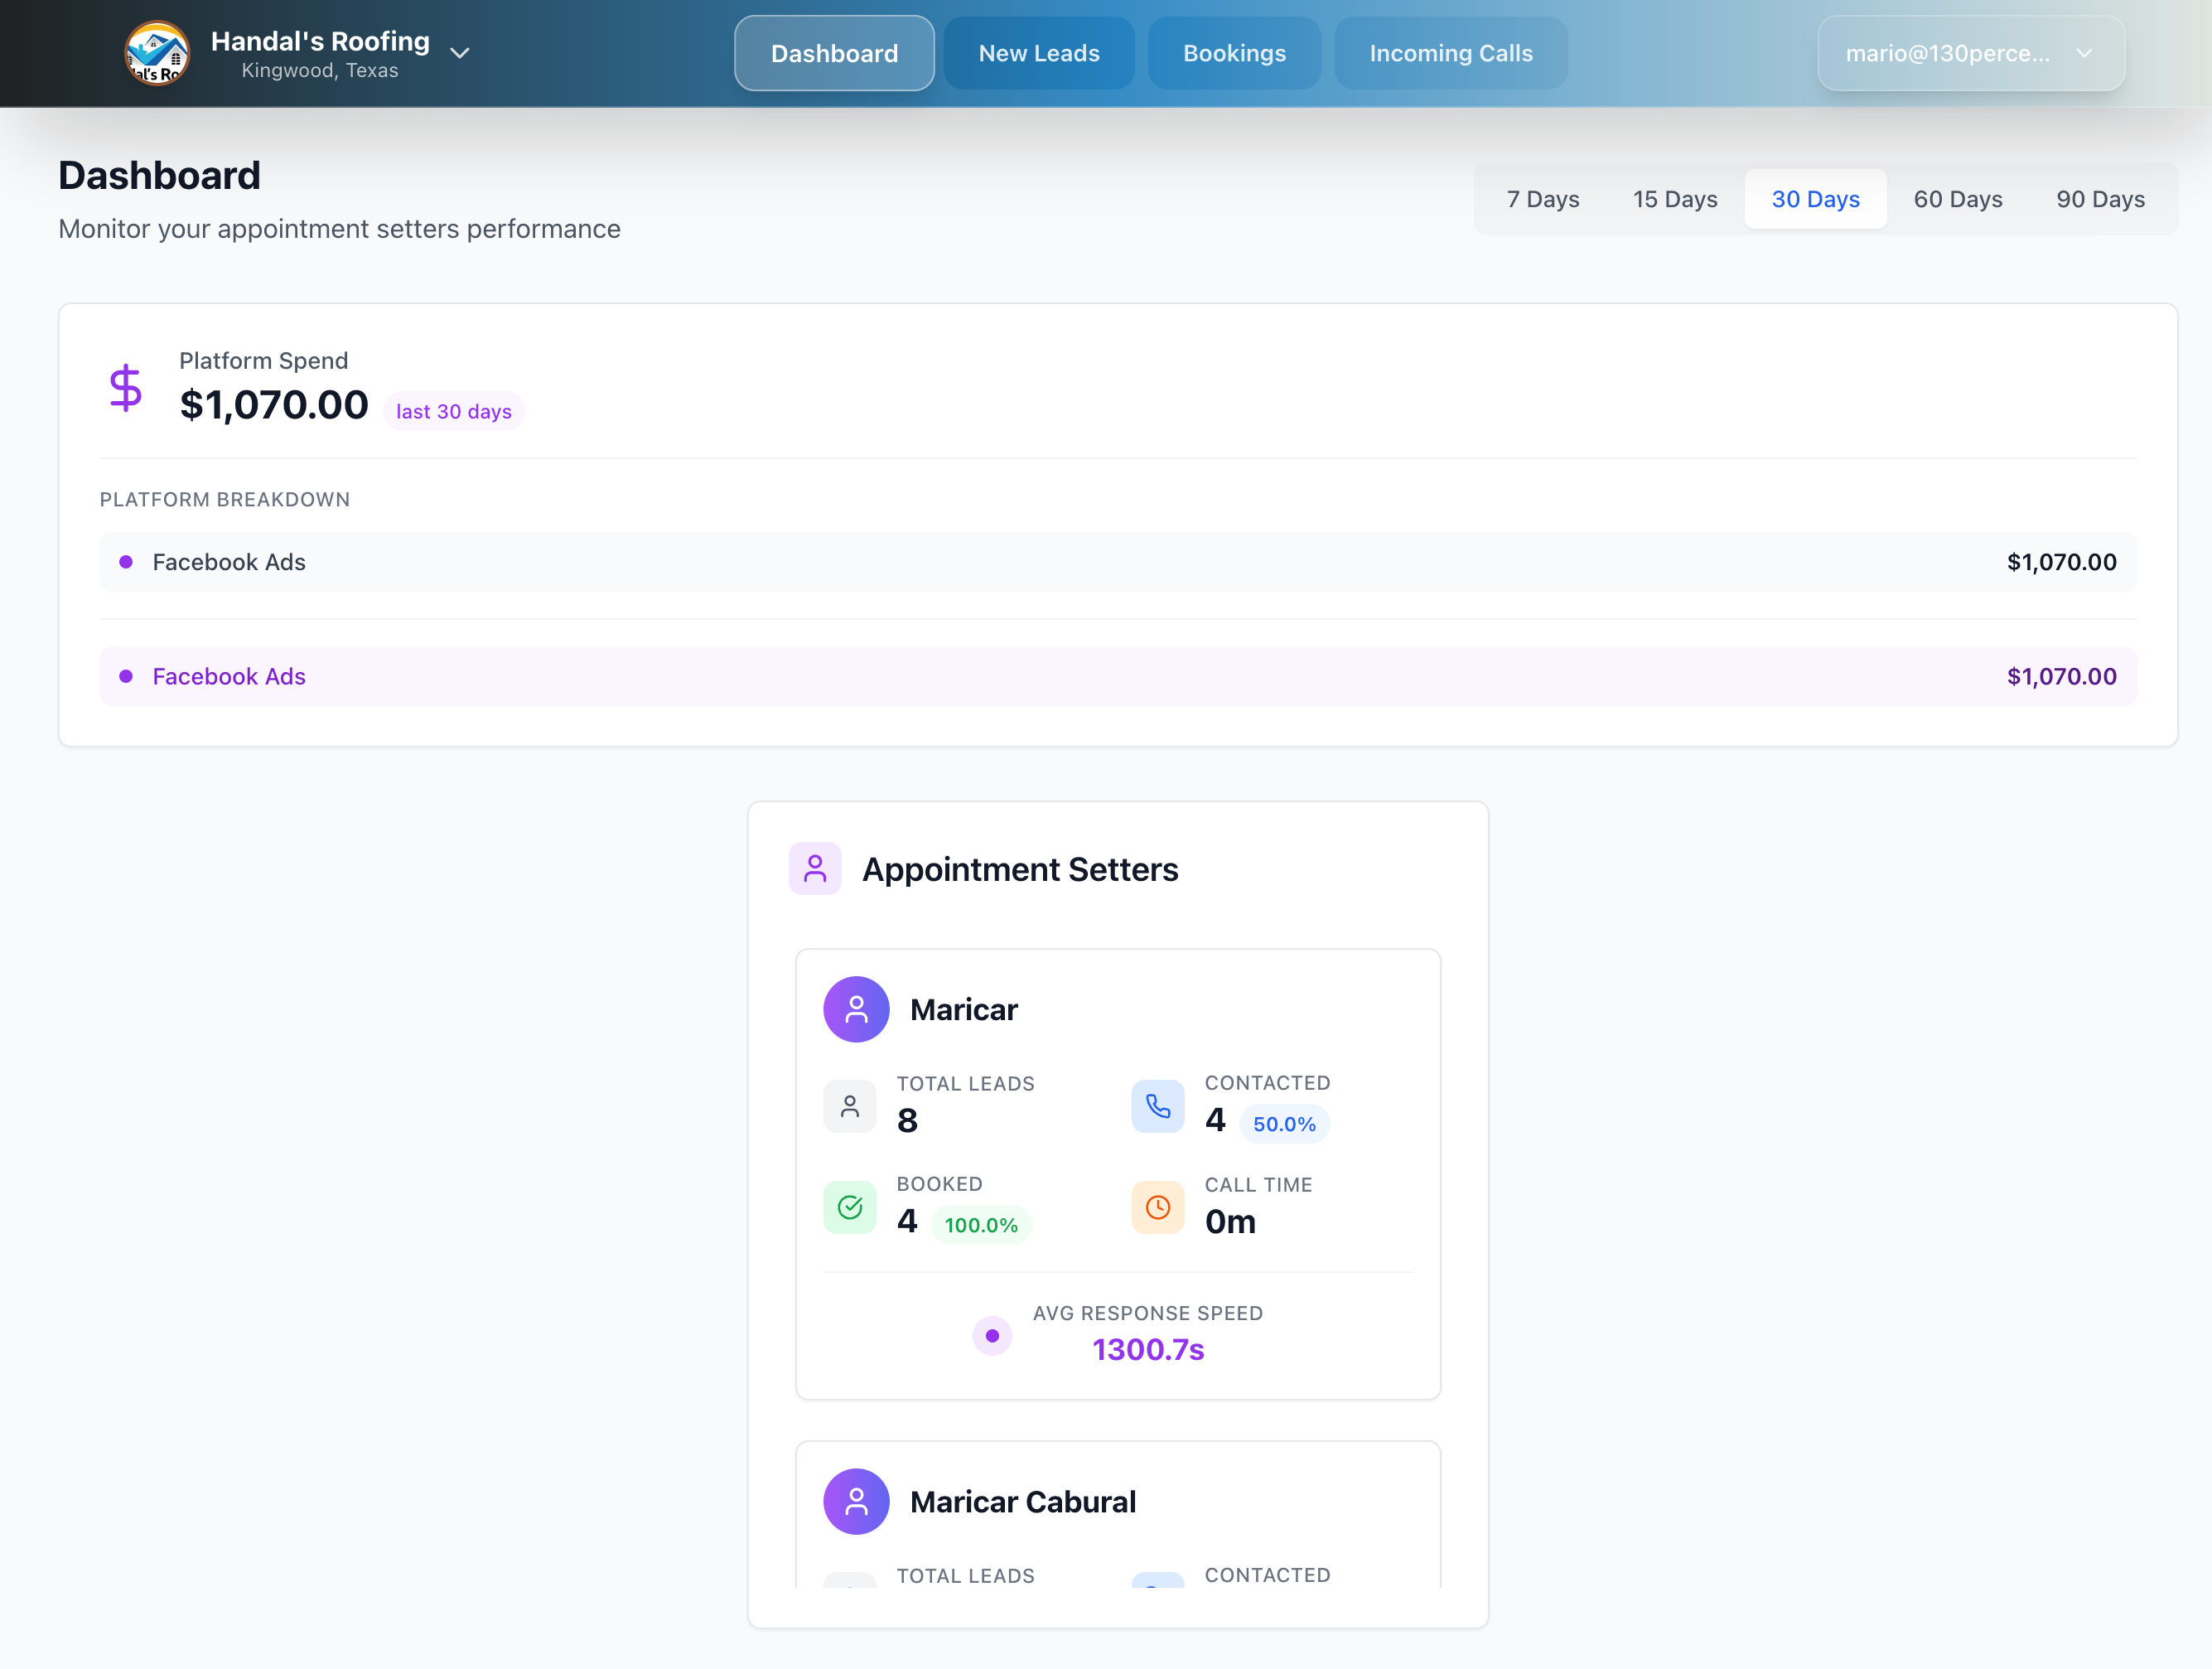 al's Ro
Handal's Roofing
Kingwood, Texas
Dashboard
New Leads
Bookings
Incoming Calls
mario@130perce...
Dashboard
Monitor your appointment setters performance
7 Days
15 Days
30 Days
60 Days
90 Days
Platform Spend
$1,070.00
last 30 days
PLATFORM BREAKDOWN
Facebook Ads
$1,070.00
Facebook Ads
$1,070.00
Appointment Setters
Maricar
TOTAL LEADS
8
CONTACTED
4
50.0%
BOOKED
4
100.0%
CALL TIME
0m
AVG RESPONSE SPEED
1300.7s
Maricar Cabural
TOTAL LEADS
CONTACTED